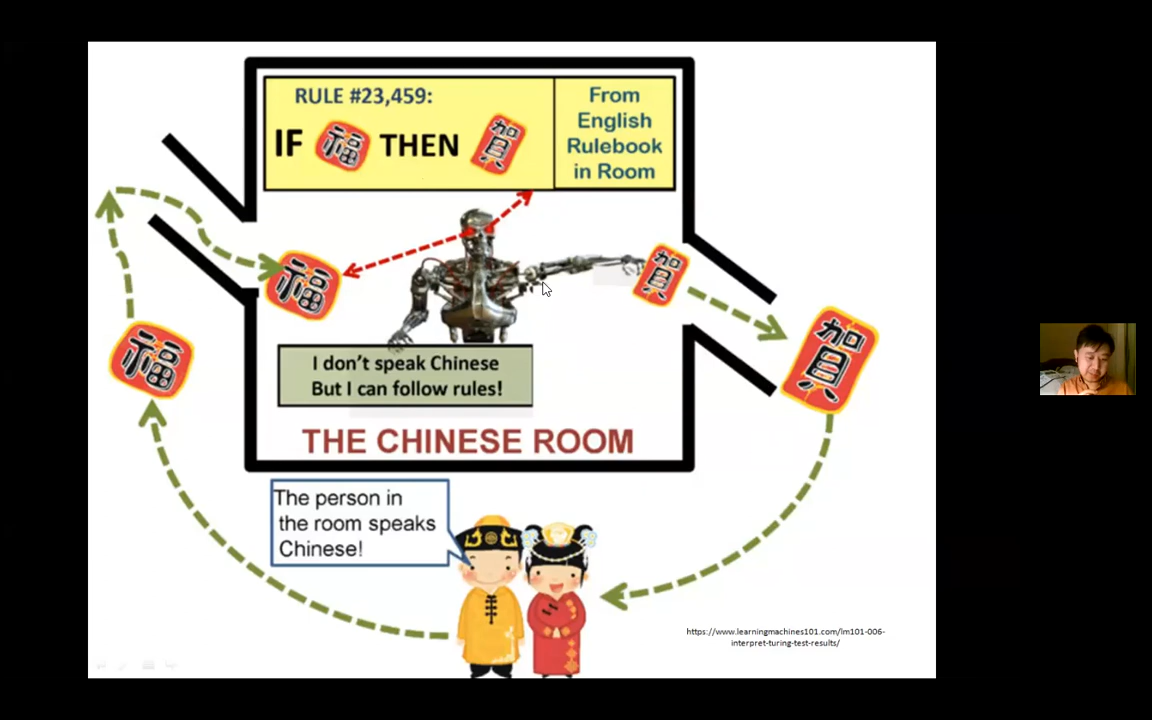 RULE #23,459:
IF 福 THEN 賀
From
English
Rulebook
in Room
福
賀
福
賀
I don't speak Chinese
But I can follow rules!
THE CHINESE ROOM
The person in
the room speaks
Chinese!
https://www.learningmachines101.com/lm101-006-
interpret-turing-test-results/